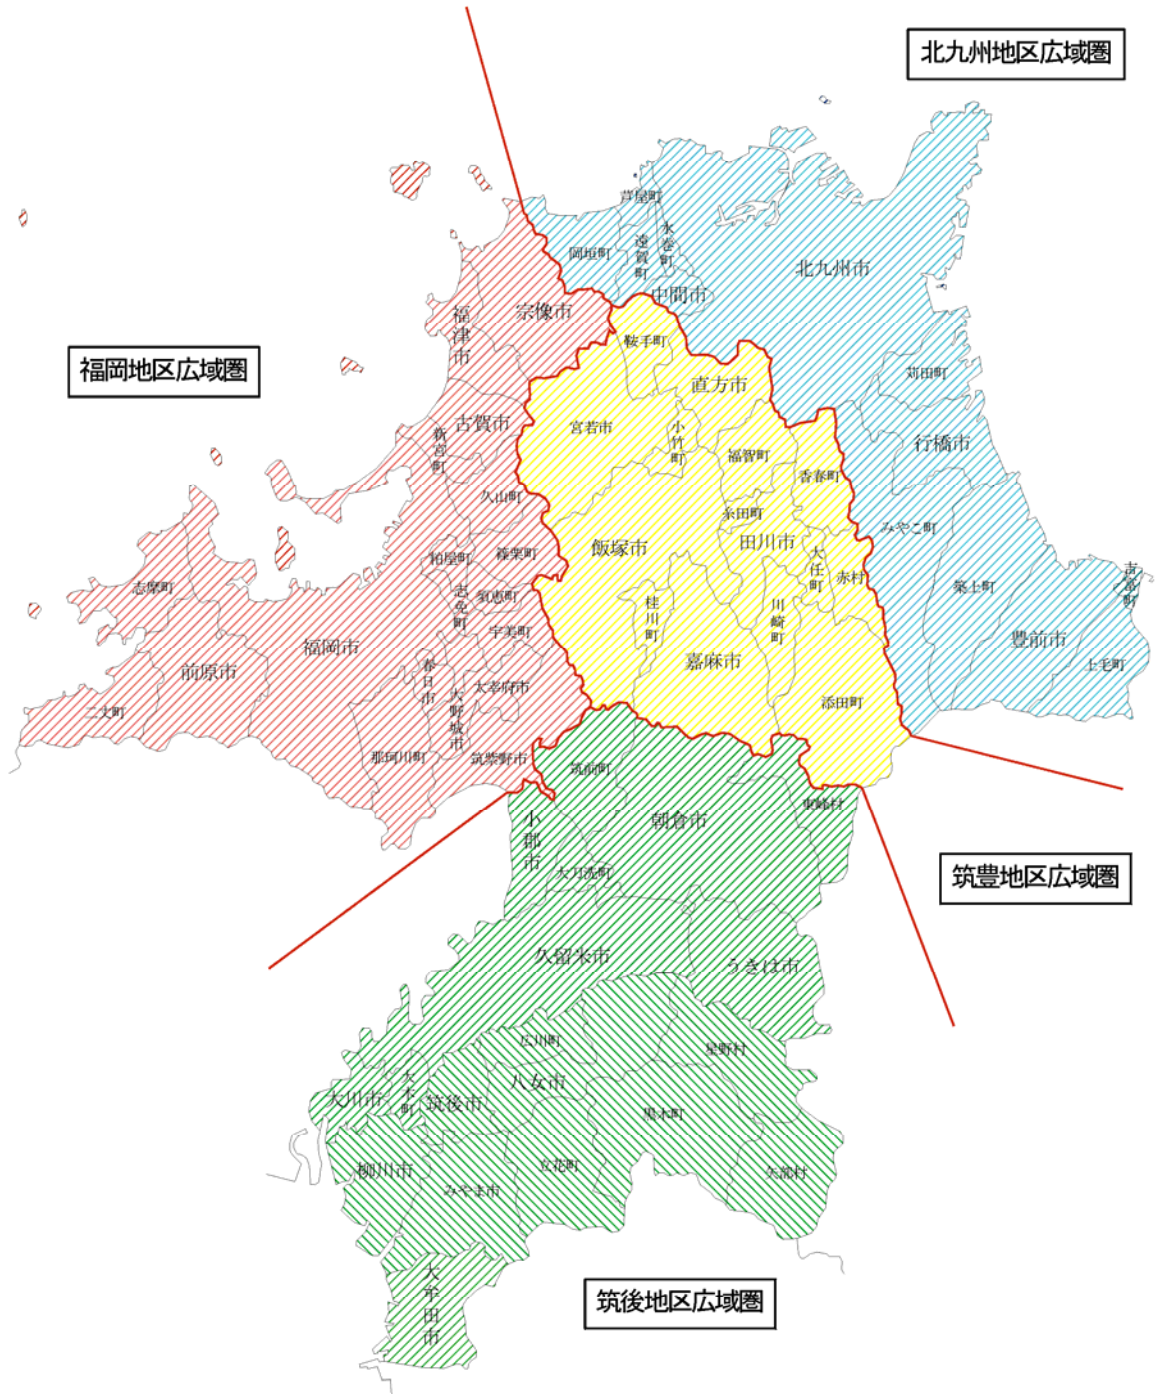 北九州地区広域圏
芦屋町
水巻町
遠賀町
岡垣町
北九州市
中間市
宗像市
福津市
鞍手町
福岡地区広域圏
苅田町
直方市
古賀市
宮若市
小竹町
新宮町
行橋市
福智町
香春町
久山町
糸田町
みやこ町
飯塚市
田川市
大任町
粕屋町
篠栗町
赤村
吉富町
志摩町
志免町
須恵町
築上町
桂川町
川崎町
宇美町
福岡市
豊前市
前原市
春日市
嘉麻市
上毛町
太宰府市
大野城市
二丈町
添田町
那珂川町
筑紫野市
筑前町
東峰村
朝倉市
小郡市
大刀洗町
筑豊地区広域圏
久留米市
うきは市
広川町
星野村
八女市
大木町
大川市
筑後市
黒木町
柳川市
立花町
矢部村
みやま市
大牟田市
筑後地区広域圏